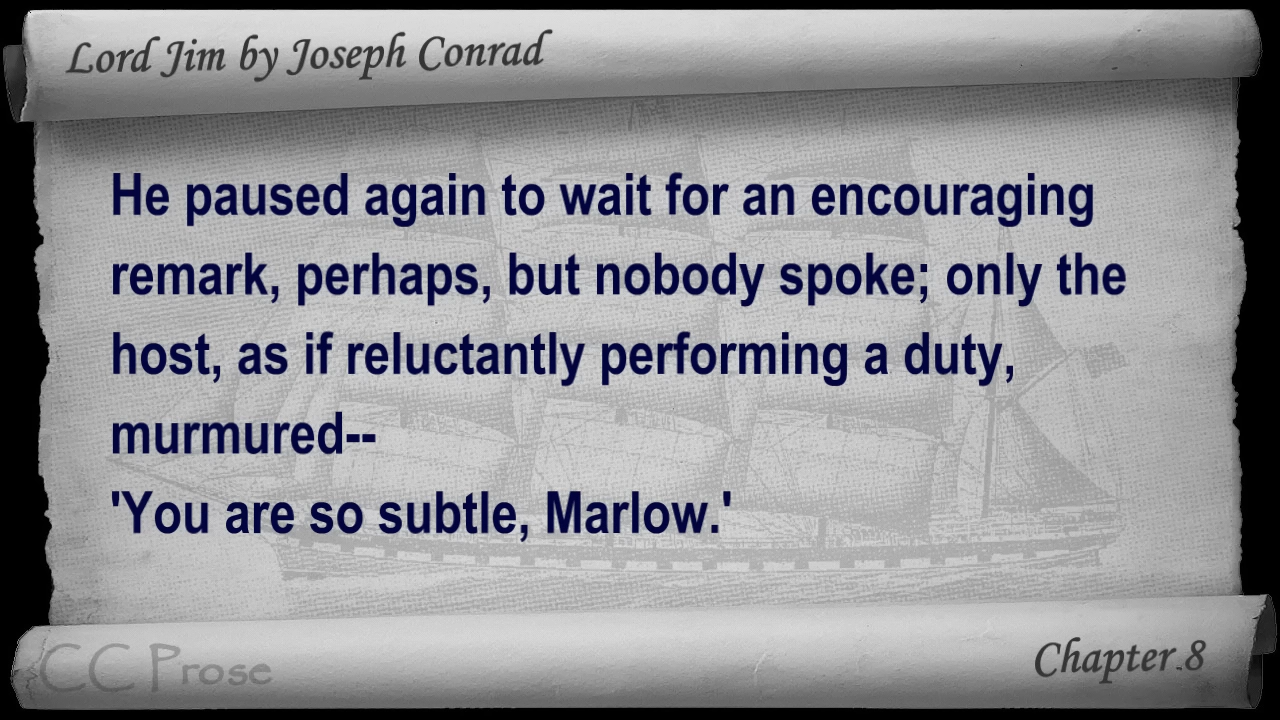 Lord Jim by Joseph Conrad
He paused again to wait for an encouraging
remark, perhaps, but nobody spoke; only the
host, as if reluctantly performing a duty,
murmured--
'You are so subtle, Marlow.'
CC Prose
Chapter 8